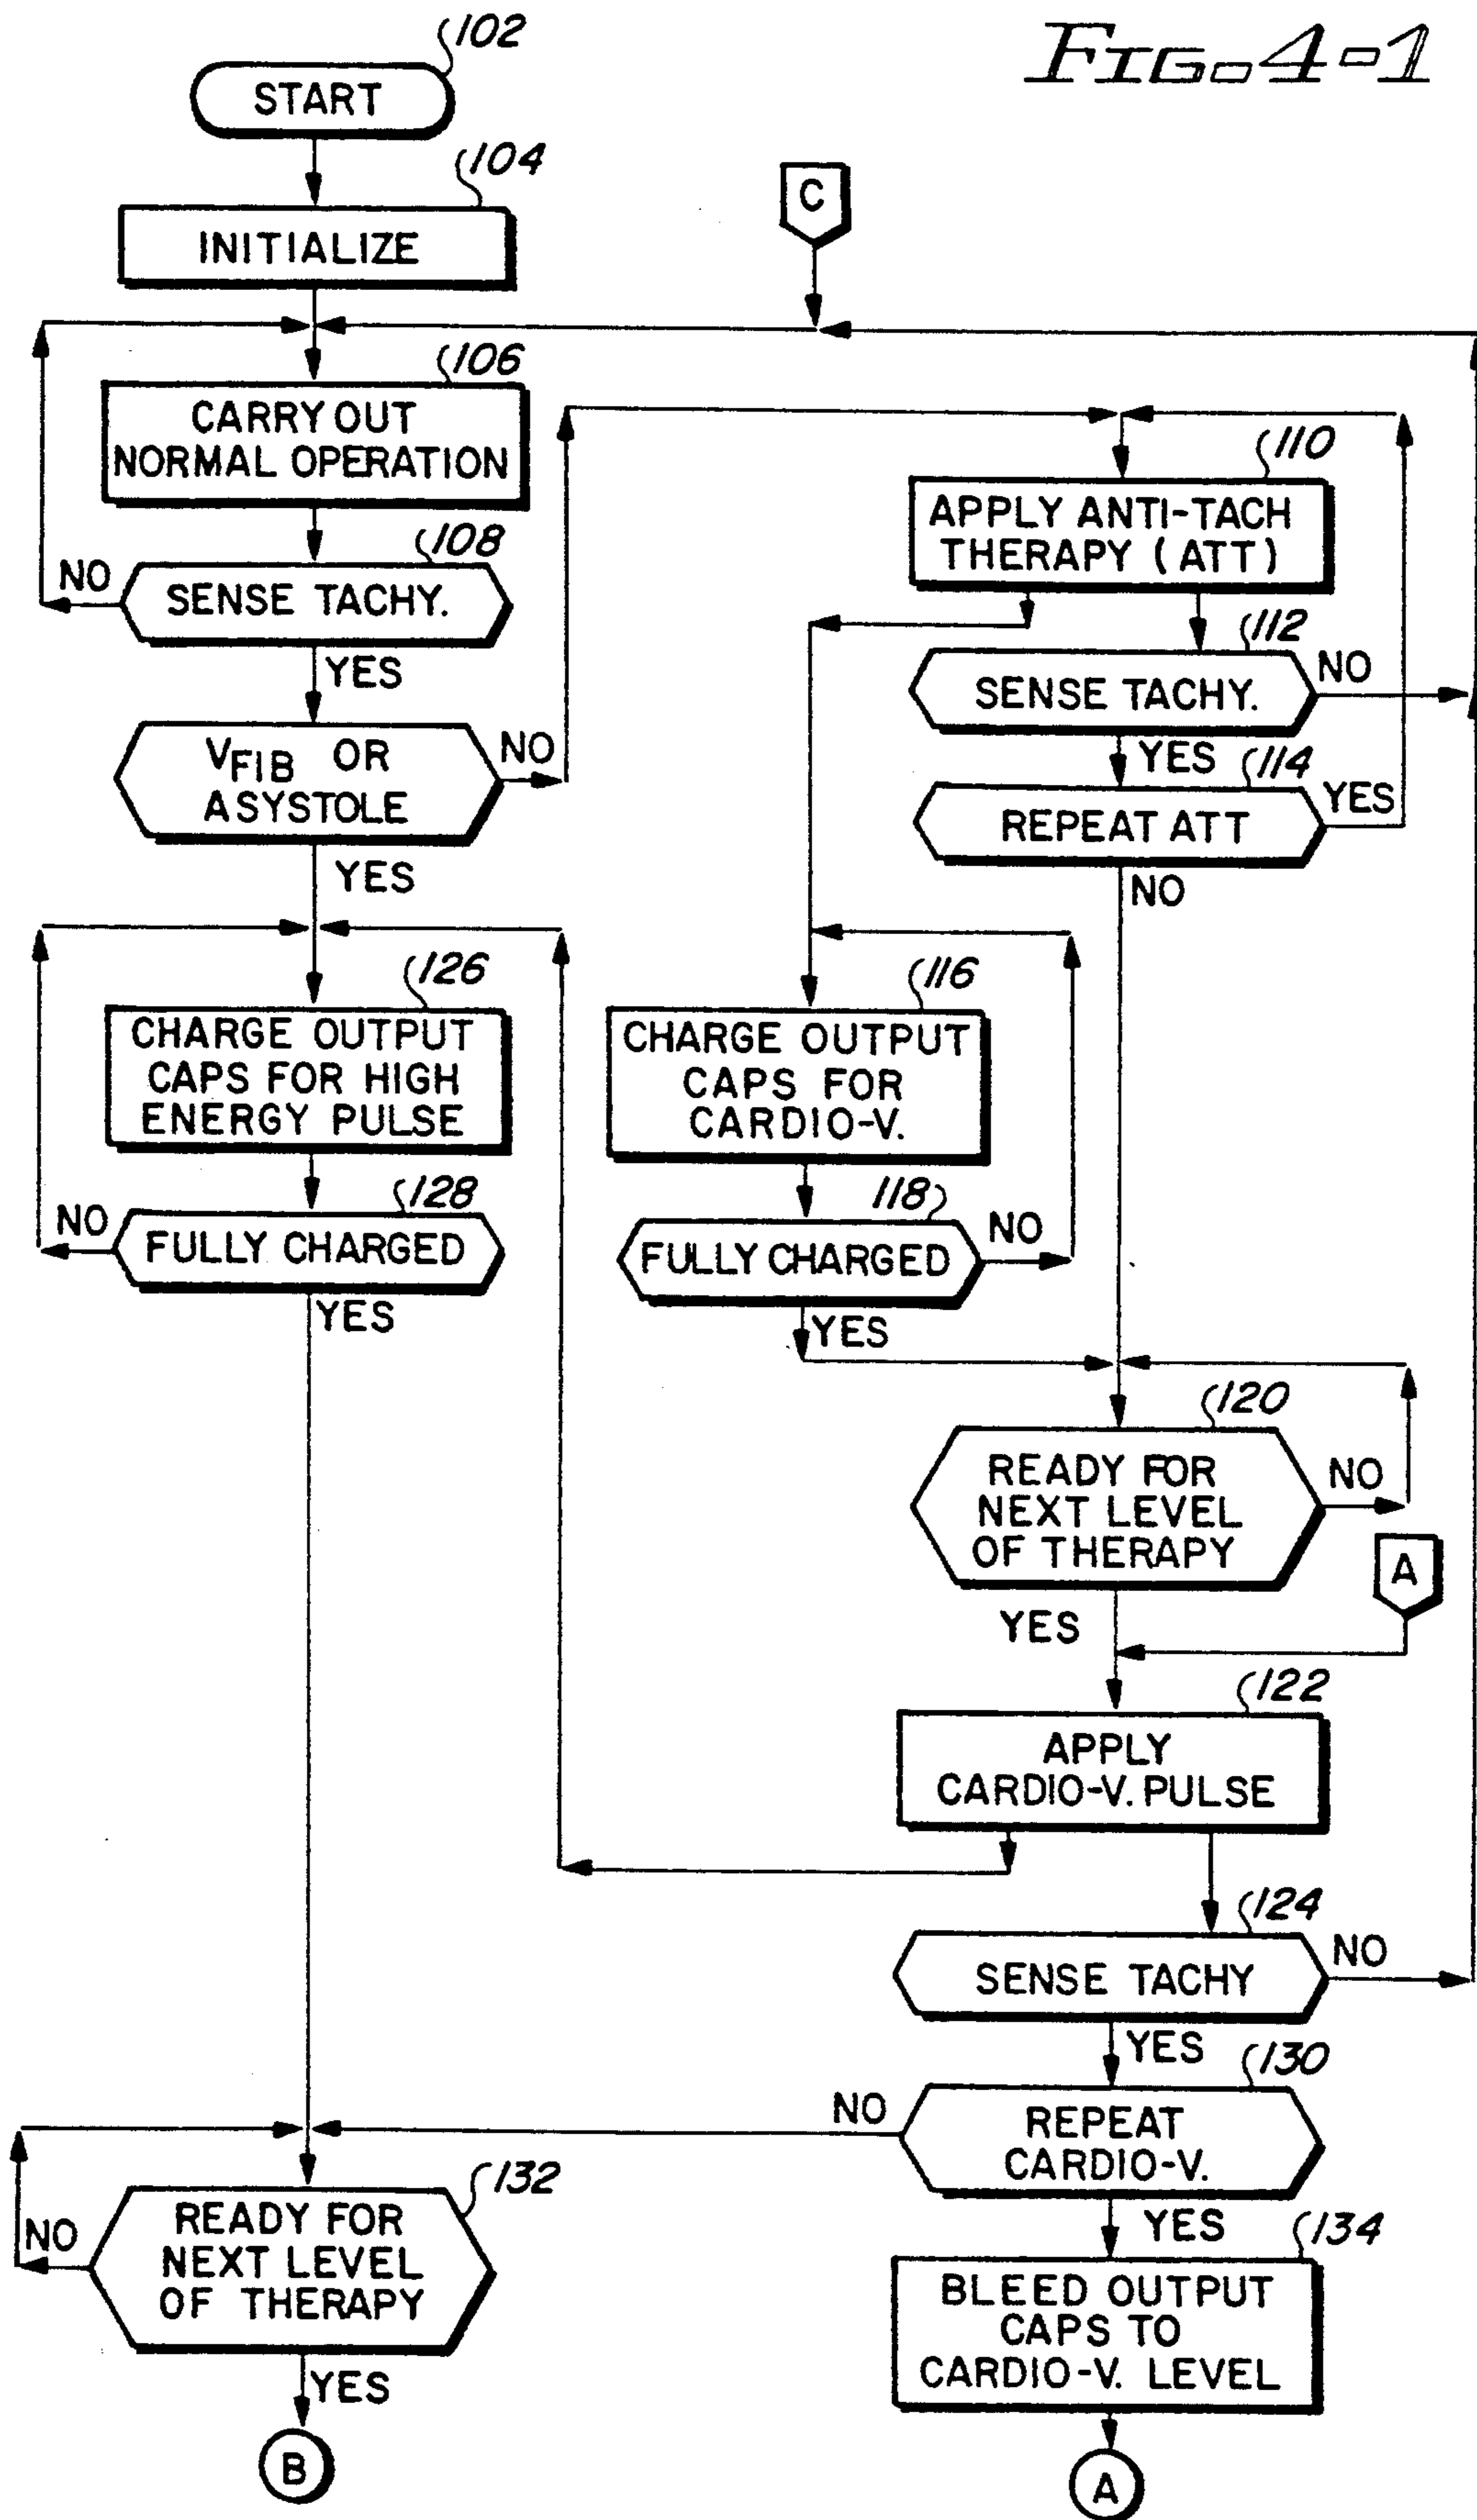 FIG. 4-1
102
START
104
INITIALIZE
C
106
CARRY OUT
NORMAL OPERATION
108
NO
SENSE TACHY.
YES
VFIB OR
ASYSTOLE
NO
YES
110
APPLY ANTI-TACH
THERAPY (ATT)
112
SENSE TACHY.
NO
YES
114
REPEAT ATT
YES
NO
126
CHARGE OUTPUT
CAPS FOR HIGH
ENERGY PULSE
128
NO
FULLY CHARGED
YES
116
CHARGE OUTPUT
CAPS FOR
CARDIO-V.
118
FULLY CHARGED
NO
YES
120
READY FOR
NEXT LEVEL
OF THERAPY
NO
A
YES
122
APPLY
CARDIO-V. PULSE
124
SENSE TACHY
NO
YES
130
NO
REPEAT
CARDIO-V.
YES
132
READY FOR
NEXT LEVEL
OF THERAPY
NO
YES
B
134
BLEED OUTPUT
CAPS TO
CARDIO-V. LEVEL
A